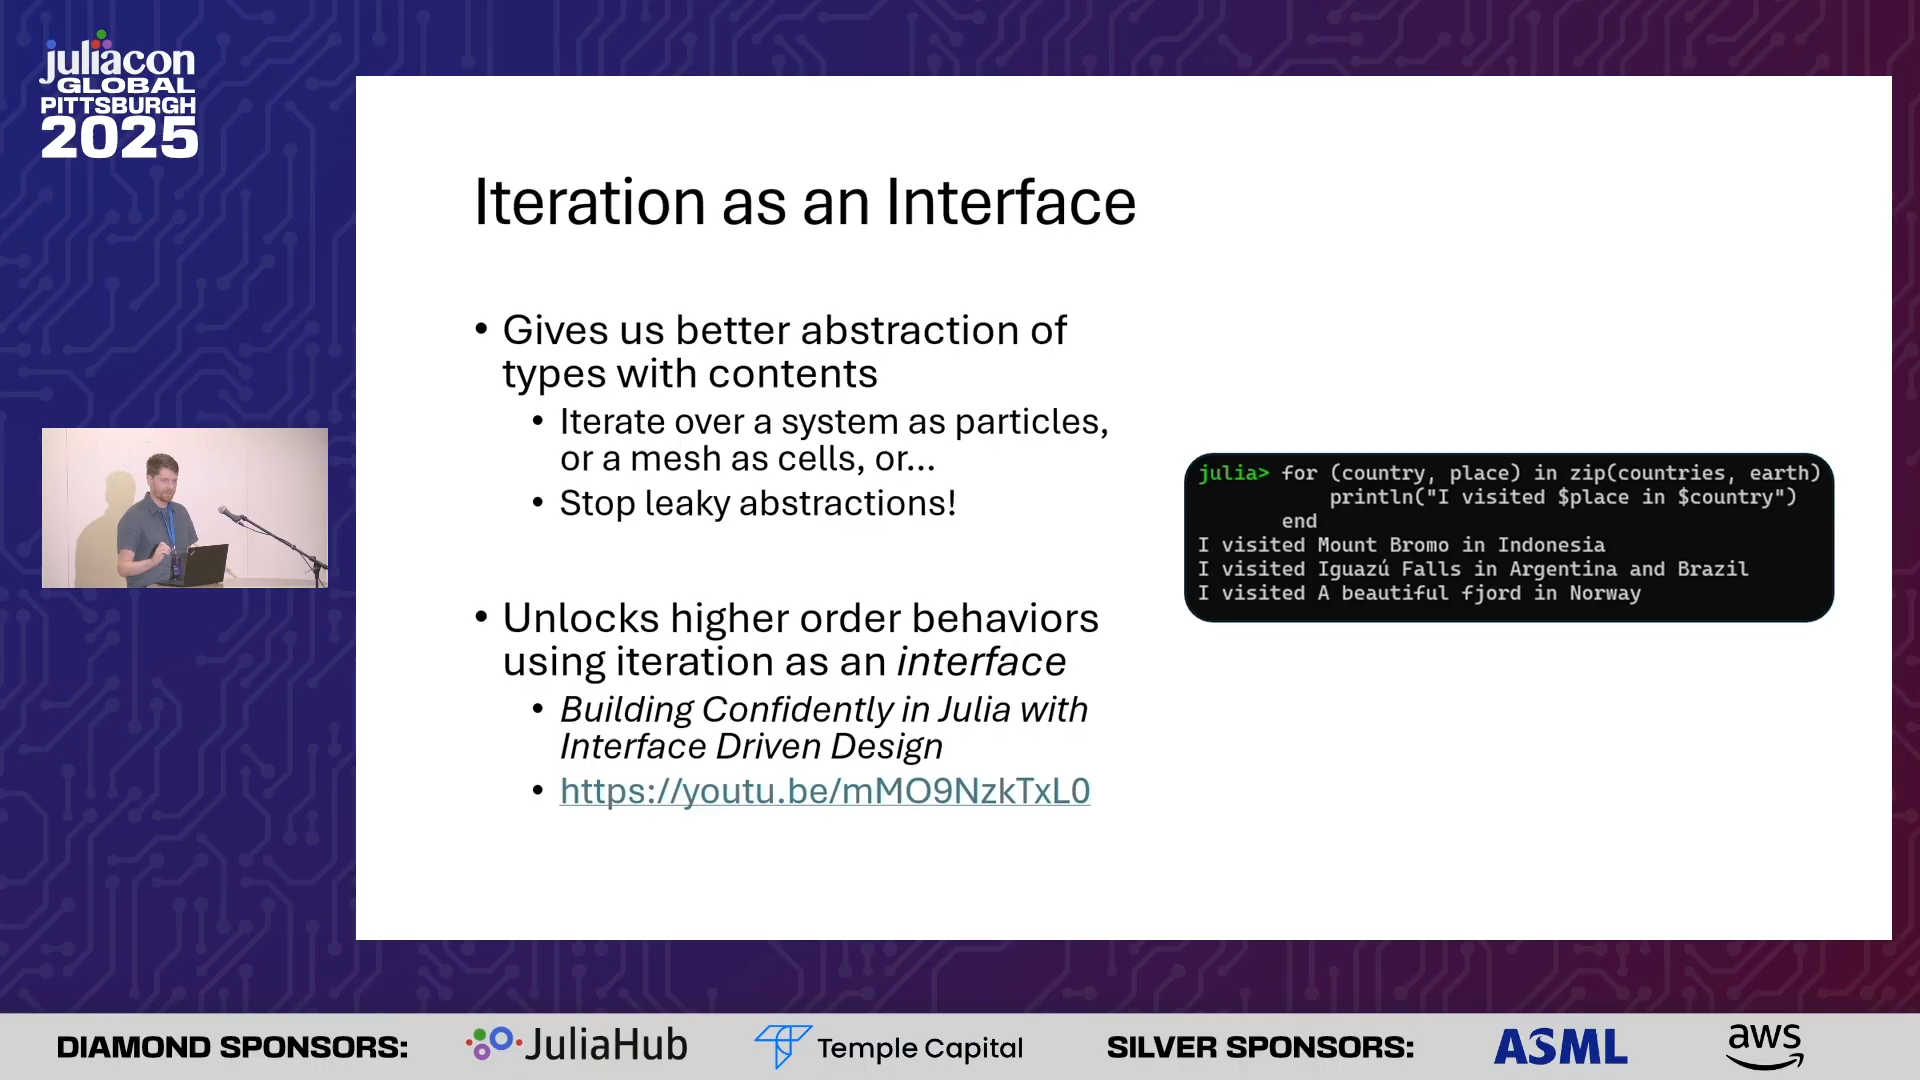 juliacon
GLOBAL
PITTSBURGH
2025
Iteration as an Interface
• Gives us better abstraction of
types with contents
• Iterate over a system as particles,
or a mesh as cells, or...
• Stop leaky abstractions!
• Unlocks higher order behaviors
using iteration as an interface
• Building Confidently in Julia with
Interface Driven Design
• https://youtu.be/mMO9NzkTxL0
julia> for (country, place) in zip(countries, earth)
println("I visited $place in $country")
end
I visited Mount Bromo in Indonesia
I visited Iguazú Falls in Argentina and Brazil
I visited A beautiful fjord in Norway
DIAMOND SPONSORS: JuliaHub Temple Capital SILVER SPONSORS: ASML aws